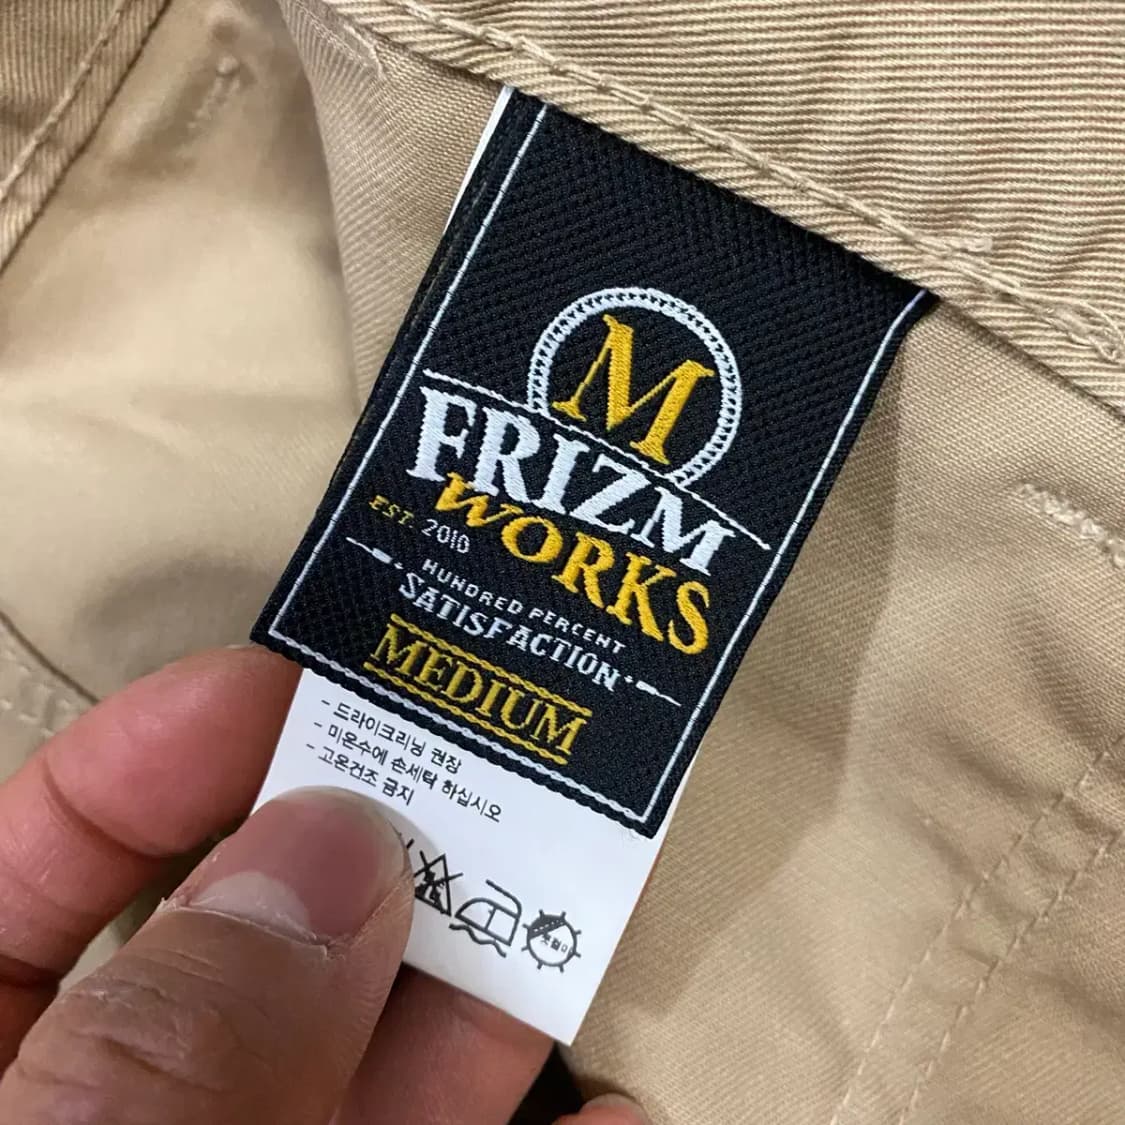 M
FRIZM
WORKS
EST. 2010
HUNDRED PERCENT
SATISFACTION
MEDIUM
- 드라이크리닝 권장
- 미온수에 손세탁 하십시오
- 고온건조 금지